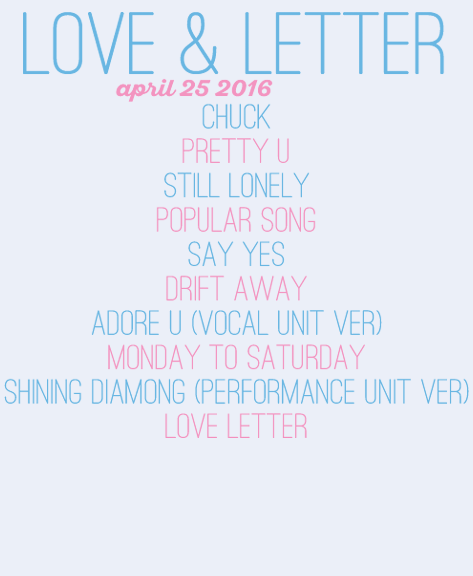 LOVE & LETTER
april 25 2016
CHUCK
PRETTY U
STILL LONELY
POPULAR SONG
SAY YES
DRIFT AWAY
ADORE U (VOCAL UNIT VER)
MONDAY TO SATURDAY
SHINING DIAMONG (PERFORMANCE UNIT VER)
LOVE LETTER